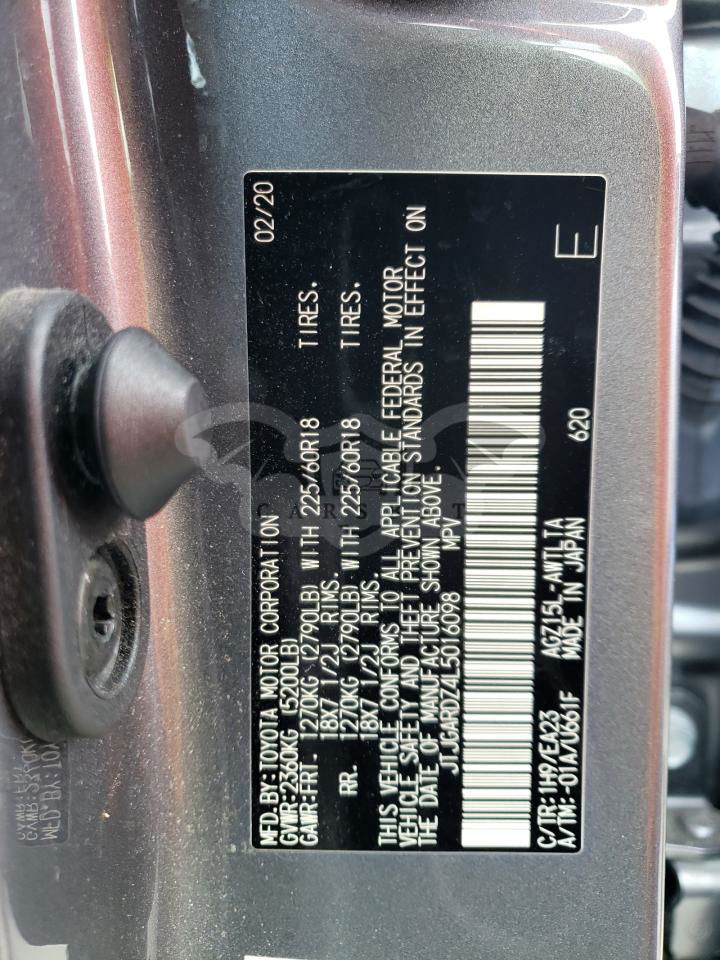 MFD.BY:TOYOTA MOTOR CORPORATION 02/20
GVWR:2360KG (5200LB)
GAWR:FRT. 1270KG (2790LB) WITH 225/60R18 TIRES.
18X7 1/2J RIMS.
RR. 1270KG (2790LB) WITH 225/60R18 TIRES.
18X7 1/2J RIMS.
THIS VEHICLE CONFORMS TO ALL APPLICABLE FEDERAL MOTOR
VEHICLE SAFETY AND THEFT PREVENTION STANDARDS IN EFFECT ON
THE DATE OF MANUFACTURE SHOWN ABOVE.
JTJGARDZ4L5016098 MPV
C/TR:1H9/EA23 AGZ15L-AWTLTA 620
A/TM:-01A/U661F MADE IN JAPAN E